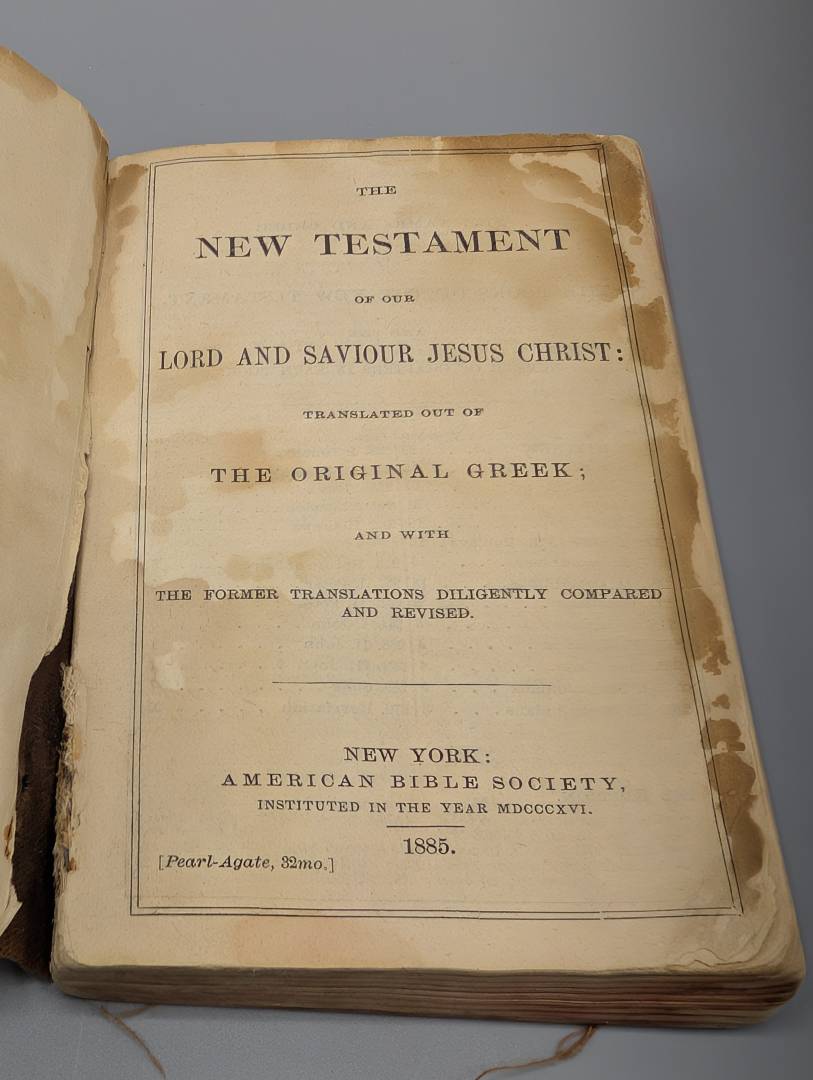 THE
NEW TESTAMENT
OF OUR
LORD AND SAVIOUR JESUS CHRIST:
TRANSLATED OUT OF
THE ORIGINAL GREEK;
AND WITH
THE FORMER TRANSLATIONS DILIGENTLY COMPARED
AND REVISED.
NEW YORK:
AMERICAN BIBLE SOCIETY,
INSTITUTED IN THE YEAR MDCCCXVI.
1885.
[Pearl-Agate, 32mo.]